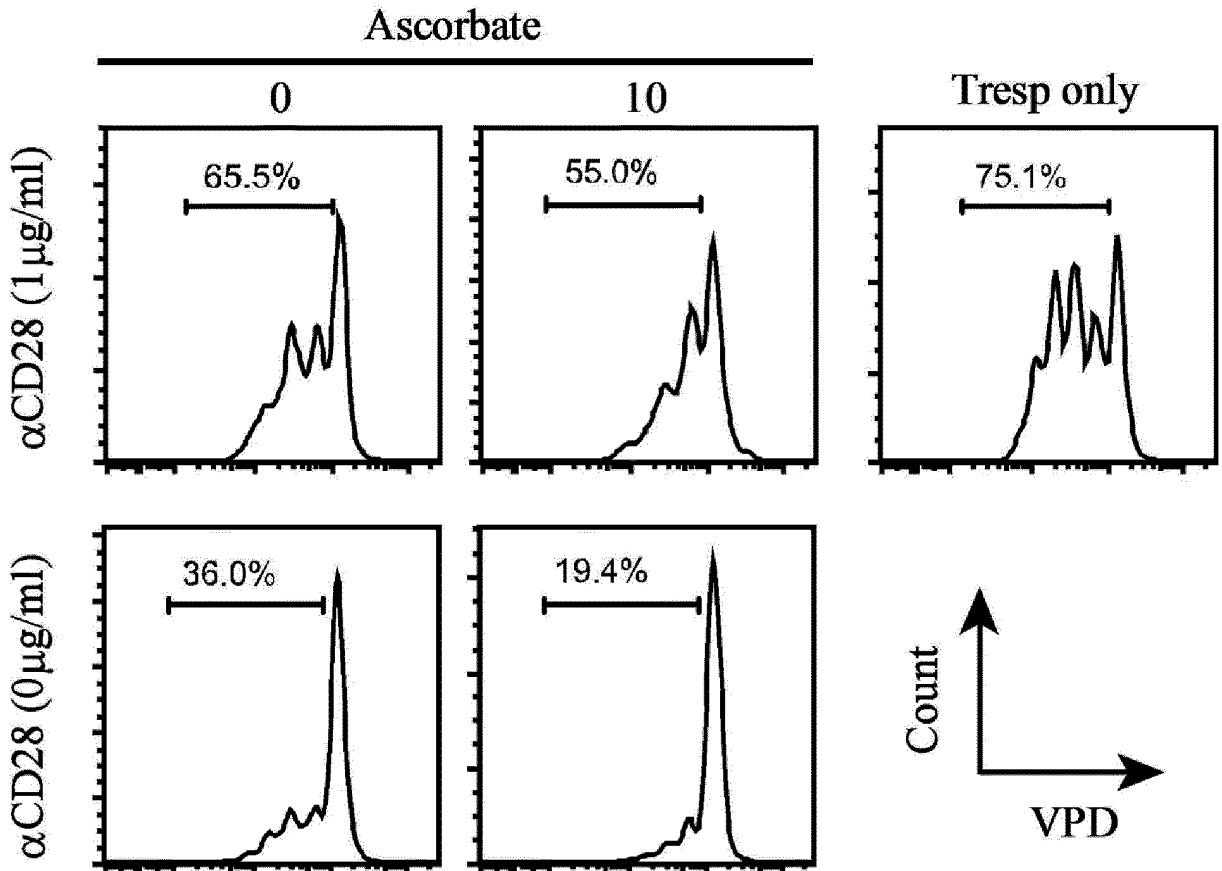 Ascorbate
0
10
Tresp only
αCD28 (1μg/ml)
65.5%
55.0%
75.1%
αCD28 (0μg/ml)
36.0%
19.4%
Count
VPD